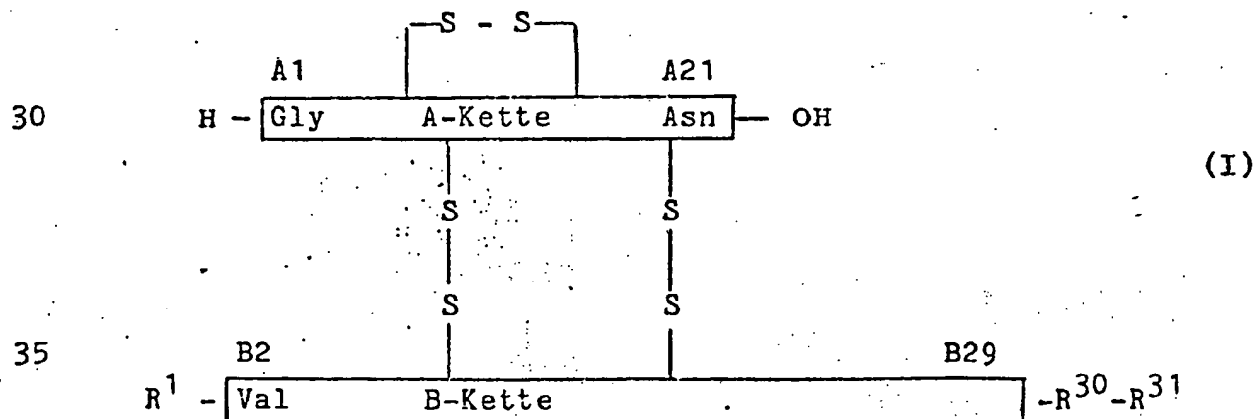 S - S
A1 A21
30 H - Gly A-Kette Asn - OH
(I)
S S
S S
35 B2 B29
R¹ - Val B-Kette -R³⁰-R³¹